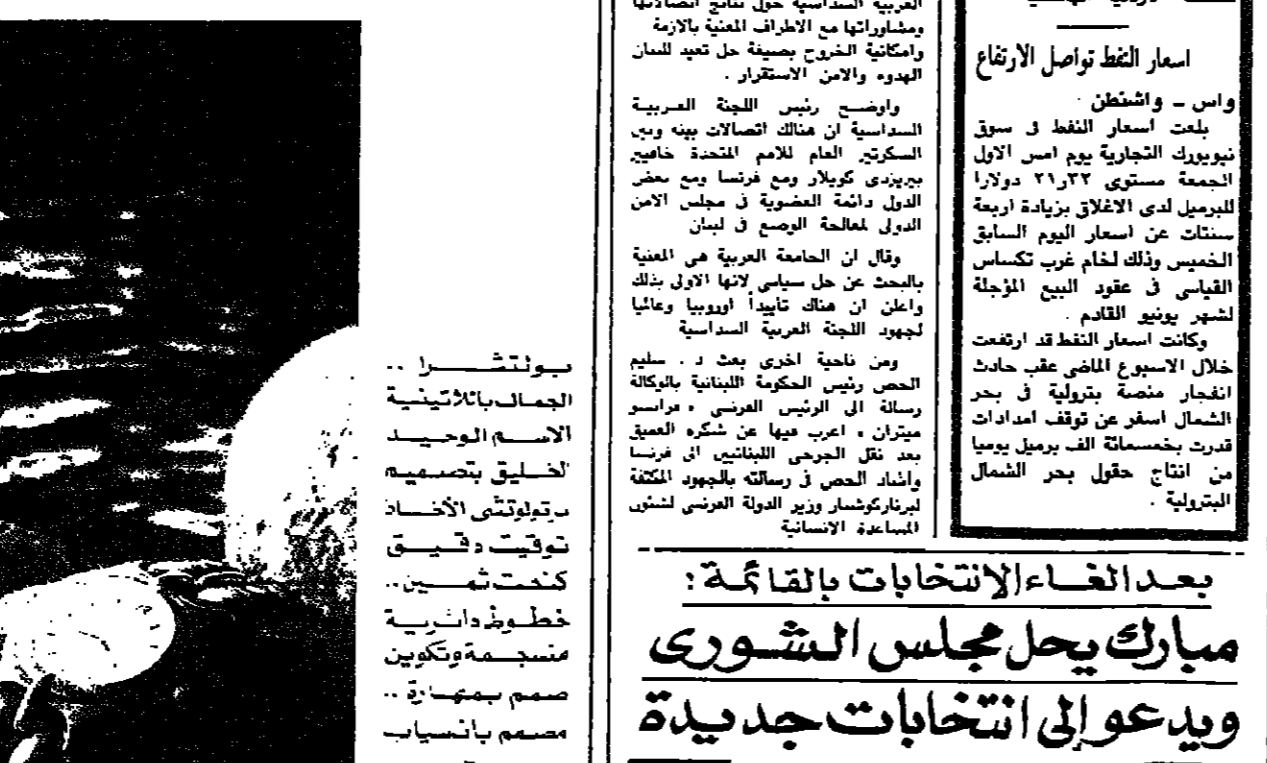 اسعار النفط تواصل الارتفاع
واس - واشنطن
بلغت اسعار النفط فى سوق
نيويورك التجارية يوم امس الاول
الجمعة مستوى ٣٢ر٢١ دولارا
للبرميل لدى الاغلاق بزيادة اربعة
سنتات عن اسعار اليوم السابق
الخميس وذلك لخام غرب تكساس
القياسى فى عقود البيع المؤجلة
لشهر يونيو القادم .
وكانت اسعار النفط قد ارتفعت
خلال الاسبوع الماضى عقب حادث
انفجار منصة بترولية فى بحر
الشمال اسفر عن توقف امدادات
قدرت بخمسمائة الف برميل يوميا
من انتاج حقول بحر الشمال
البترولية .
العربية السداسية حول نتائج اتصالاتها
ومشاوراتها مع الاطراف المعنية بالازمة
وامكانية الخروج بصيغة حل تعيد للبنان
الهدوء والامن الاستقرار .
واوضح رئيس اللجنة العربية
السداسية ان هنالك اتصالات بينه وبين
السكرتير العام للامم المتحدة خافيير
بيريزدى كويلار ومع فرنسا ومع بعض
الدول دائمة العضوية فى مجلس الامن
الدولى لمعالجة الوضع فى لبنان
وقال ان الجامعة العربية هى المعنية
بالبحث عن حل سياسى لانها الاولى بذلك
واعلن ان هناك تأييدا اوروبيا وعالميا
لجهود اللجنة العربية السداسية
ومن ناحية اخرى بعث د . سليم
الحص رئيس الحكومة اللبنانية بالوكالة
رسالة الى الرئيس الفرنسى « فرانسو
ميتران » اعرب فيها عن شكره العميق
بعد نقل الجرحى اللبنانيين الى فرنسا
واشاد الحص فى رسالته بالجهود المكثفة
لبرناركوشنار وزير الدولة الفرنسى لشئون
المساعدة الانسانية
بعد الغاء الانتخابات بالقائمة :
مبارك يحل مجلس الشورى
ويدعو إلى انتخابات جديدة
بولتشرا ..
الجمال بالاتينية
الاسم الوحيد
الخليق بتصميم
الأخاذ
توقيت دقيق
كنحت ثمين ..
خطوط دائرية
منسجمة وتكوين
صمم بمهارة ..
مصمم بانسياب